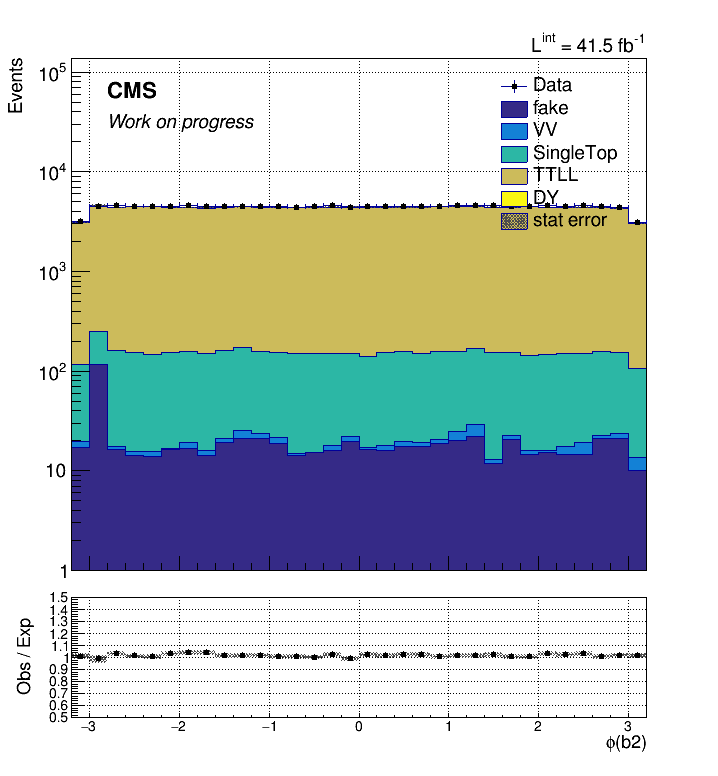 L^int = 41.5 fb^-1
Events
10^5
10^4
10^3
10^2
10
1
CMS
Work on progress
Data
fake
VV
SingleTop
TTLL
DY
stat error
Obs / Exp
1.5
1.4
1.3
1.2
1.1
1
0.9
0.8
0.7
0.6
0.5
−3 −2 −1 0 1 2 3
ϕ(b2)